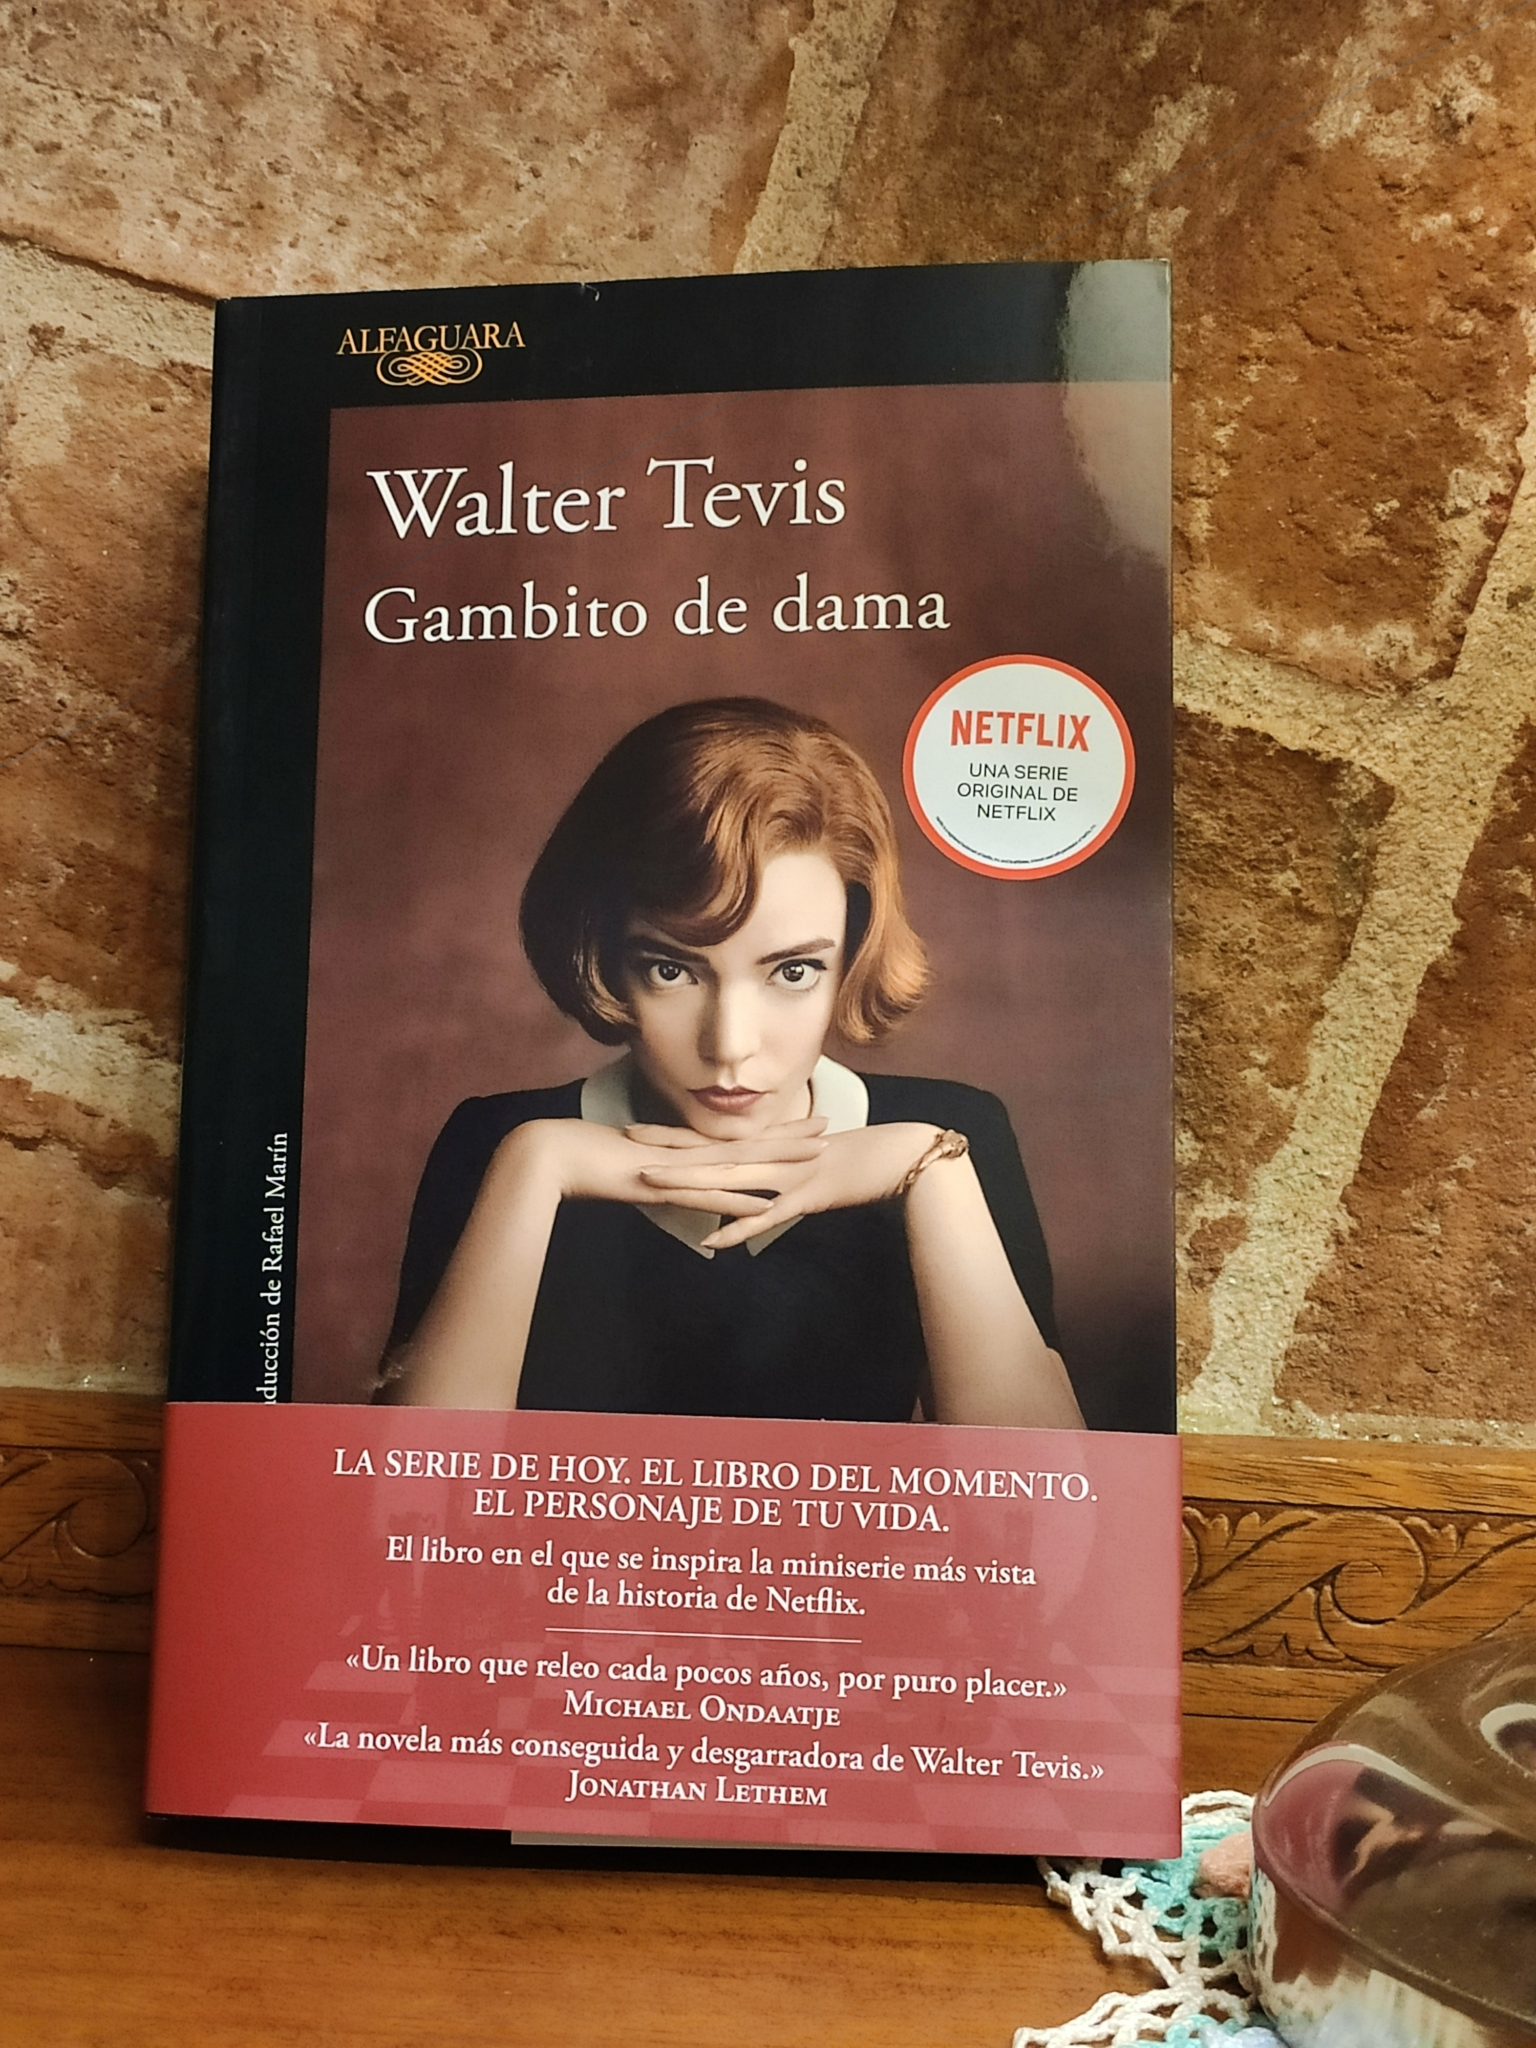 ALFAGUARA
Walter Tevis
Gambito de dama
NETFLIX
UNA SERIE
ORIGINAL DE
NETFLIX
de Rafael Marín
LA SERIE DE HOY. EL LIBRO DEL MOMENTO.
EL PERSONAJE DE TU VIDA.
El libro en el que se inspira la miniserie más vista
de la historia de Netflix.
«Un libro que releo cada pocos años, por puro placer.»
MICHAEL ONDAATJE
«La novela más conseguida y desgarradora de Walter Tevis.»
JONATHAN LETHEM